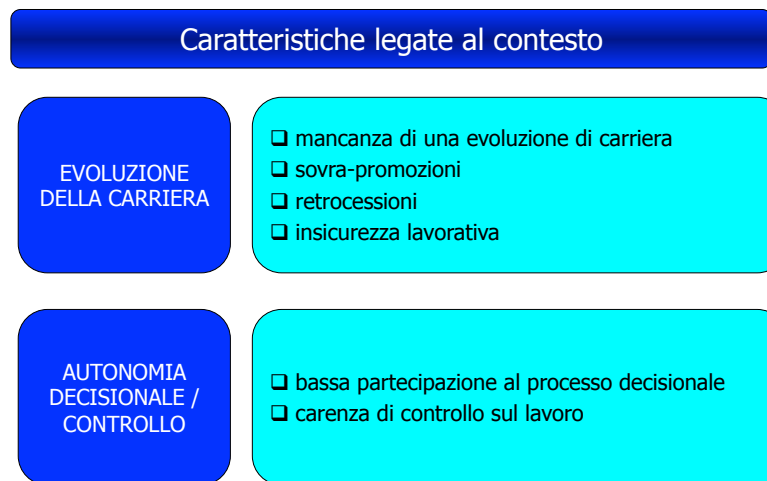 Caratteristiche legate al contesto
EVOLUZIONE
DELLA CARRIERA
❑ mancanza di una evoluzione di carriera
❑ sovra-promozioni
❑ retrocessioni
❑ insicurezza lavorativa
AUTONOMIA
DECISIONALE /
CONTROLLO
❑ bassa partecipazione al processo decisionale
❑ carenza di controllo sul lavoro